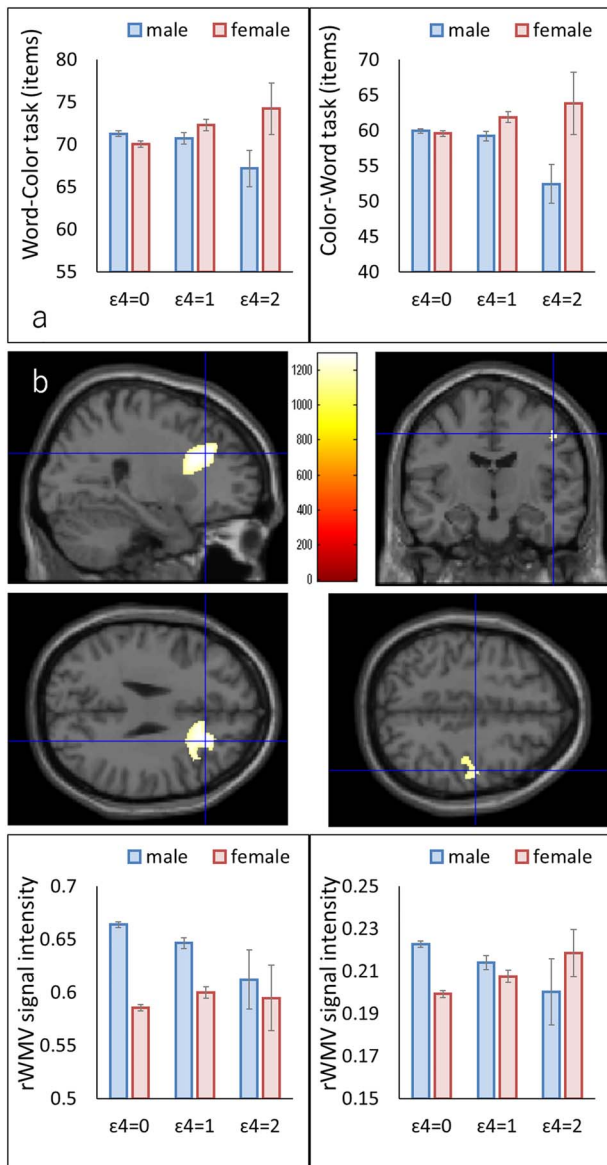 male female
Word-Color task (items)
80
75
70
65
60
55
ε4=0 ε4=1 ε4=2
a
male female
Color-Word task (items)
70
65
60
55
50
45
40
ε4=0 ε4=1 ε4=2
b
1200
1000
800
600
400
200
0
male female
rWMV signal intensity
0.7
0.65
0.6
0.55
0.5
ε4=0 ε4=1 ε4=2
male female
rWMV signal intensity
0.25
0.23
0.21
0.19
0.17
0.15
ε4=0 ε4=1 ε4=2